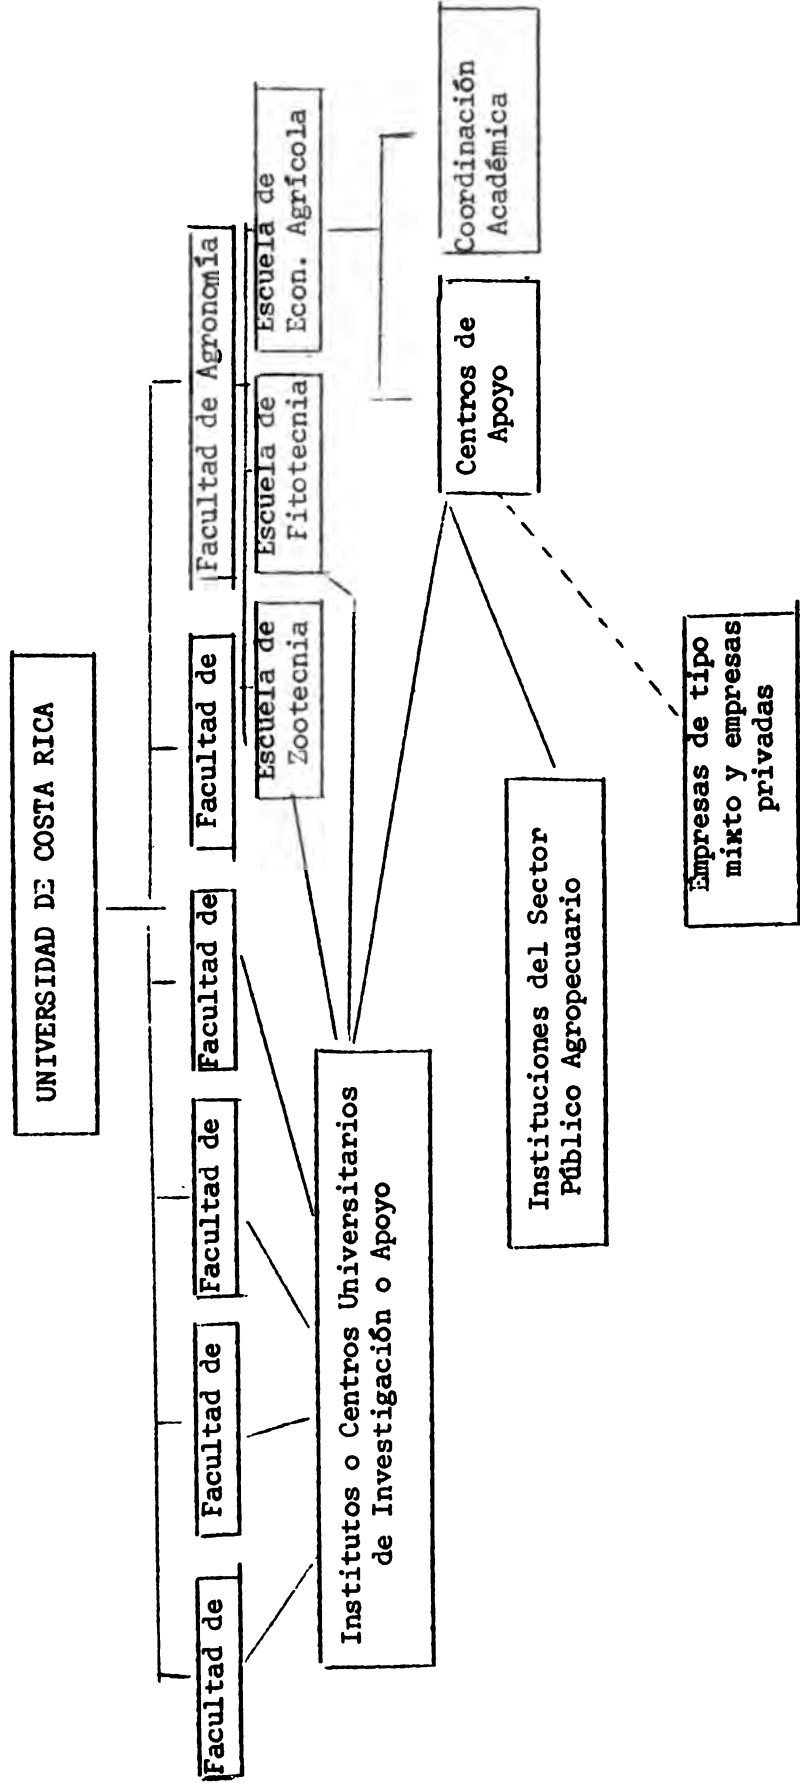 UNIVERSIDAD DE COSTA RICA
Facultad de
Facultad de
Facultad de
Facultad de
Facultad de
Facultad de Agronomía
Escuela de
Zootecnia
Escuela de
Fitotecnia
Escuela de
Econ. Agrícola
Institutos o Centros Universitarios
de Investigación o Apoyo
Centros de
Apoyo
Coordinación
Académica
Instituciones del Sector
Público Agropecuario
Empresas de tipo
mixto y empresas
privadas